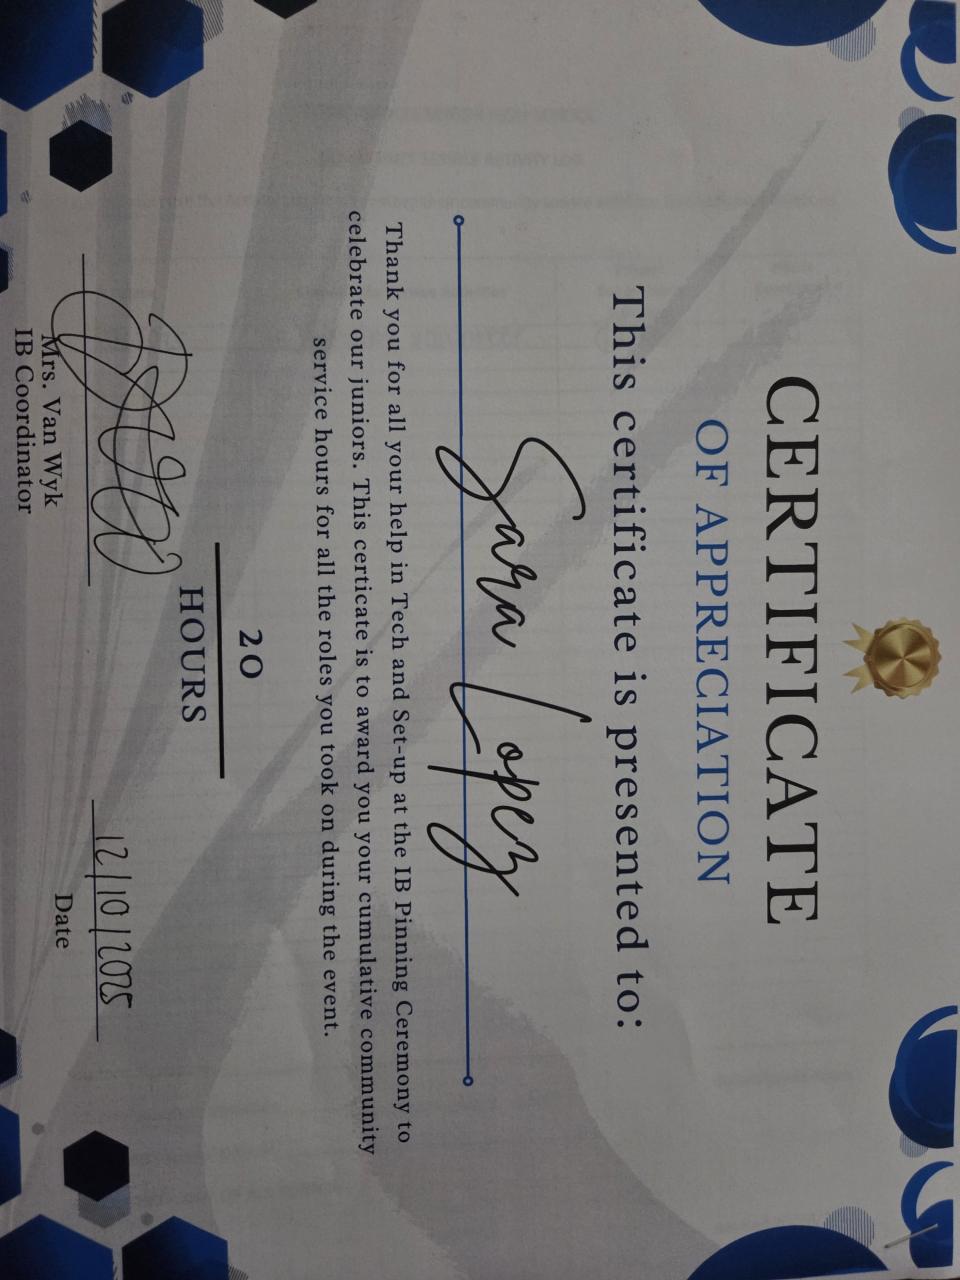 CERTIFICATE
OF APPRECIATION
This certificate is presented to:
Sara Lopez
Thank you for all your help in Tech and Set-up at the IB Pinning Ceremony to
celebrate our juniors. This certicate is to award you your cumulative community
service hours for all the roles you took on during the event.
20
HOURS
12/10/2025
Mrs. Van Wyk
IB Coordinator
Date